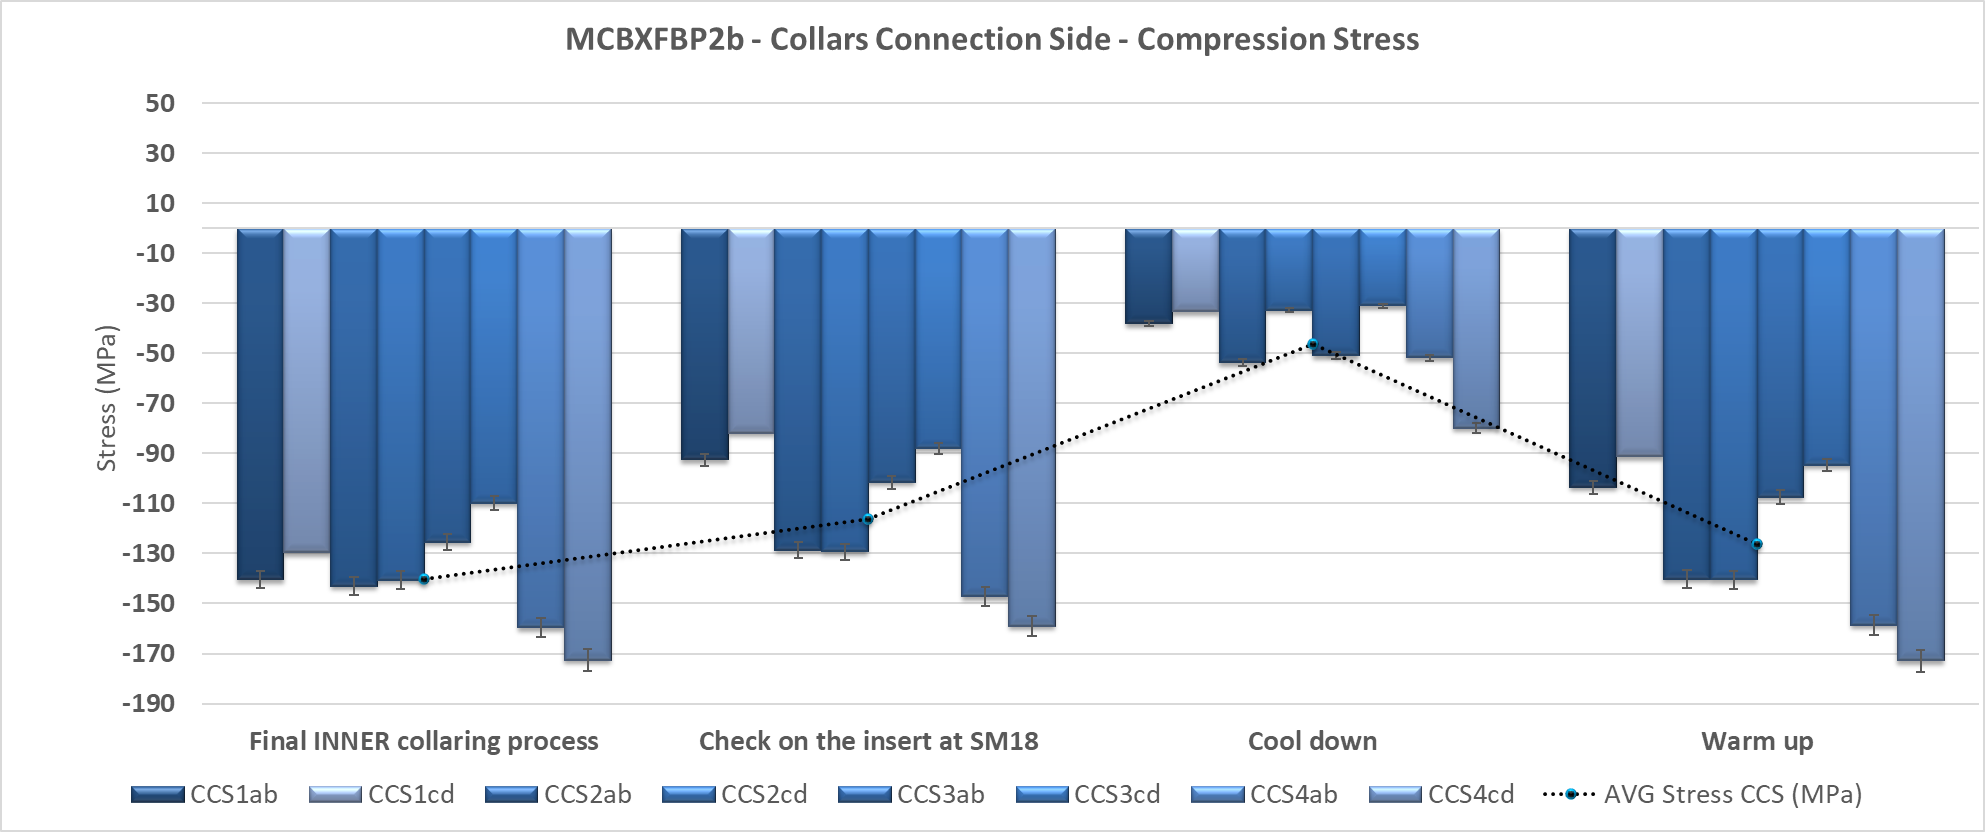 MCBXFBP2b - Collars Connection Side - Compression Stress
50
30
10
-10
-30
-50
-70
-90
-110
-130
-150
-170
-190
Stress (MPa)
Final INNER collaring process
Check on the insert at SM18
Cool down
Warm up
CCS1ab
CCS1cd
CCS2ab
CCS2cd
CCS3ab
CCS3cd
CCS4ab
CCS4cd
AVG Stress CCS (MPa)